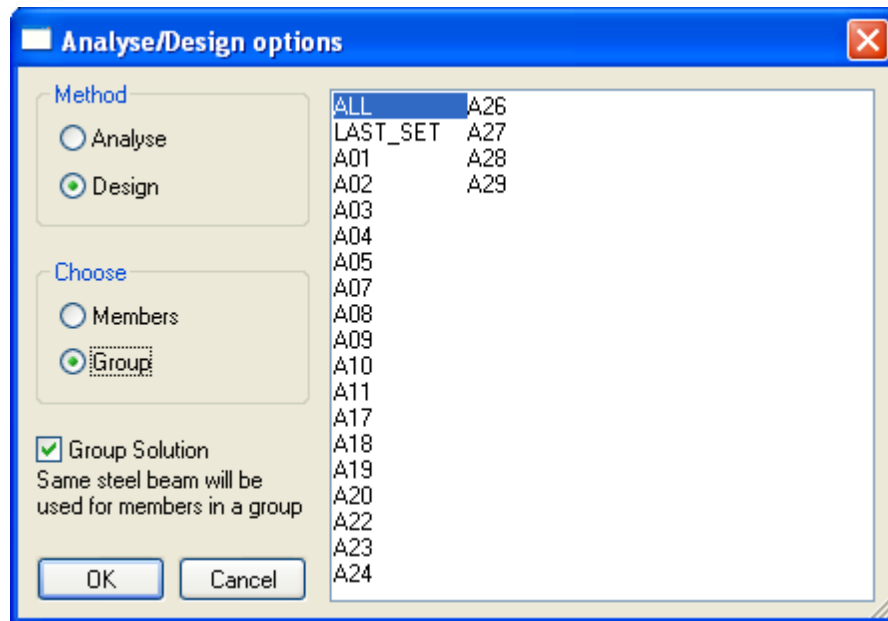 Analyse/Design options
Method
Analyse
Design
Choose
Members
Group
Group Solution
Same steel beam will be
used for members in a group
OK
Cancel
ALL
LAST_SET
A01
A02
A03
A04
A05
A07
A08
A09
A10
A11
A17
A18
A19
A20
A22
A23
A24
A26
A27
A28
A29